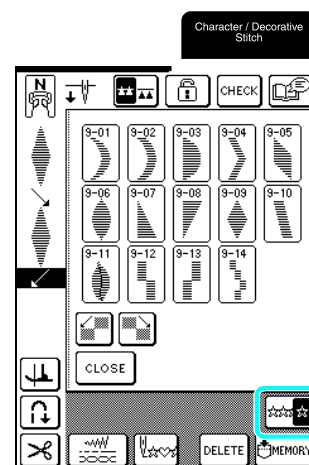 Character / Decorative
Stitch
N
CHECK
9-01 9-02 9-03 9-04 9-05
9-06 9-07 9-08 9-09 9-10
9-11 9-12 9-13 9-14
CLOSE
DELETE MEMORY